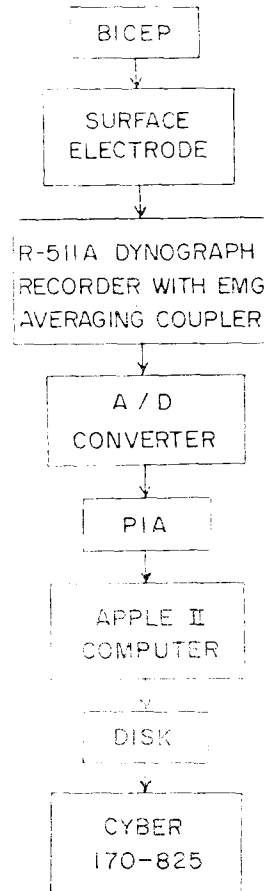 BICEP
SURFACE
ELECTRODE
R-511A DYNOGRAPH
RECORDER WITH EMG
AVERAGING COUPLER
A / D
CONVERTER
PIA
APPLE II
COMPUTER
DISK
CYBER
170-825